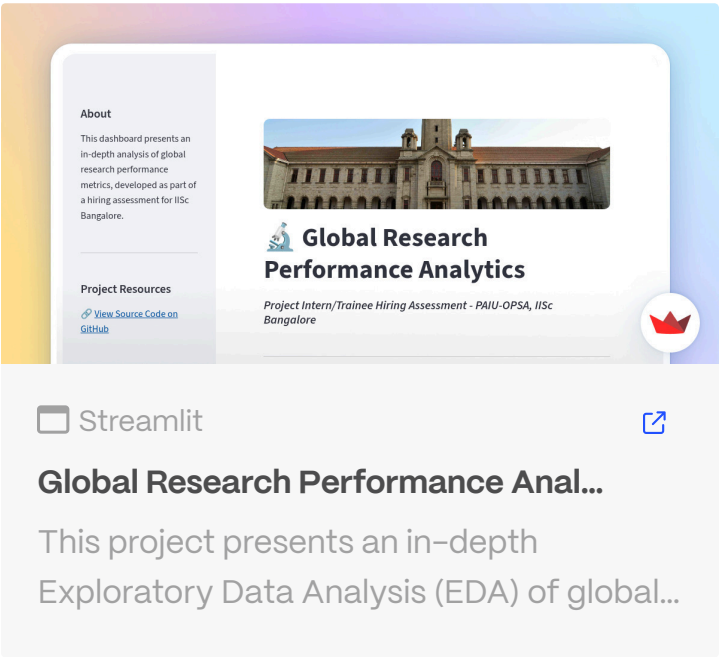 About
This dashboard presents an
in-depth analysis of global
research performance
metrics, developed as part of
a hiring assessment for IISc
Bangalore.
Project Resources
View Source Code on
GitHub
Global Research
Performance Analytics
Project Intern/Trainee Hiring Assessment - PAIU-OPSA, IISc
Bangalore
Streamlit
Global Research Performance Anal...
This project presents an in-depth
Exploratory Data Analysis (EDA) of global...